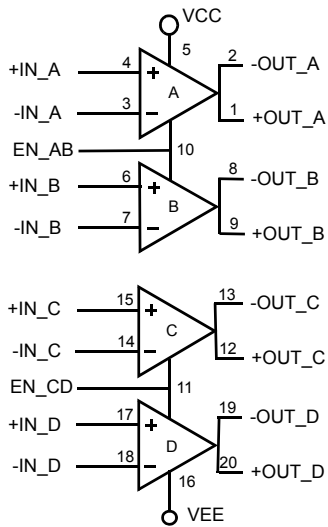 VCC
5
+IN_A 4 + 2 -OUT_A
A
-IN_A 3 - 1 +OUT_A
EN_AB 10
+IN_B 6 + 8 -OUT_B
B
-IN_B 7 - 9 +OUT_B
+IN_C 15 + 13 -OUT_C
C
-IN_C 14 - 12 +OUT_C
EN_CD 11
+IN_D 17 + 19 -OUT_D
D
-IN_D 18 - 20 +OUT_D
16
VEE